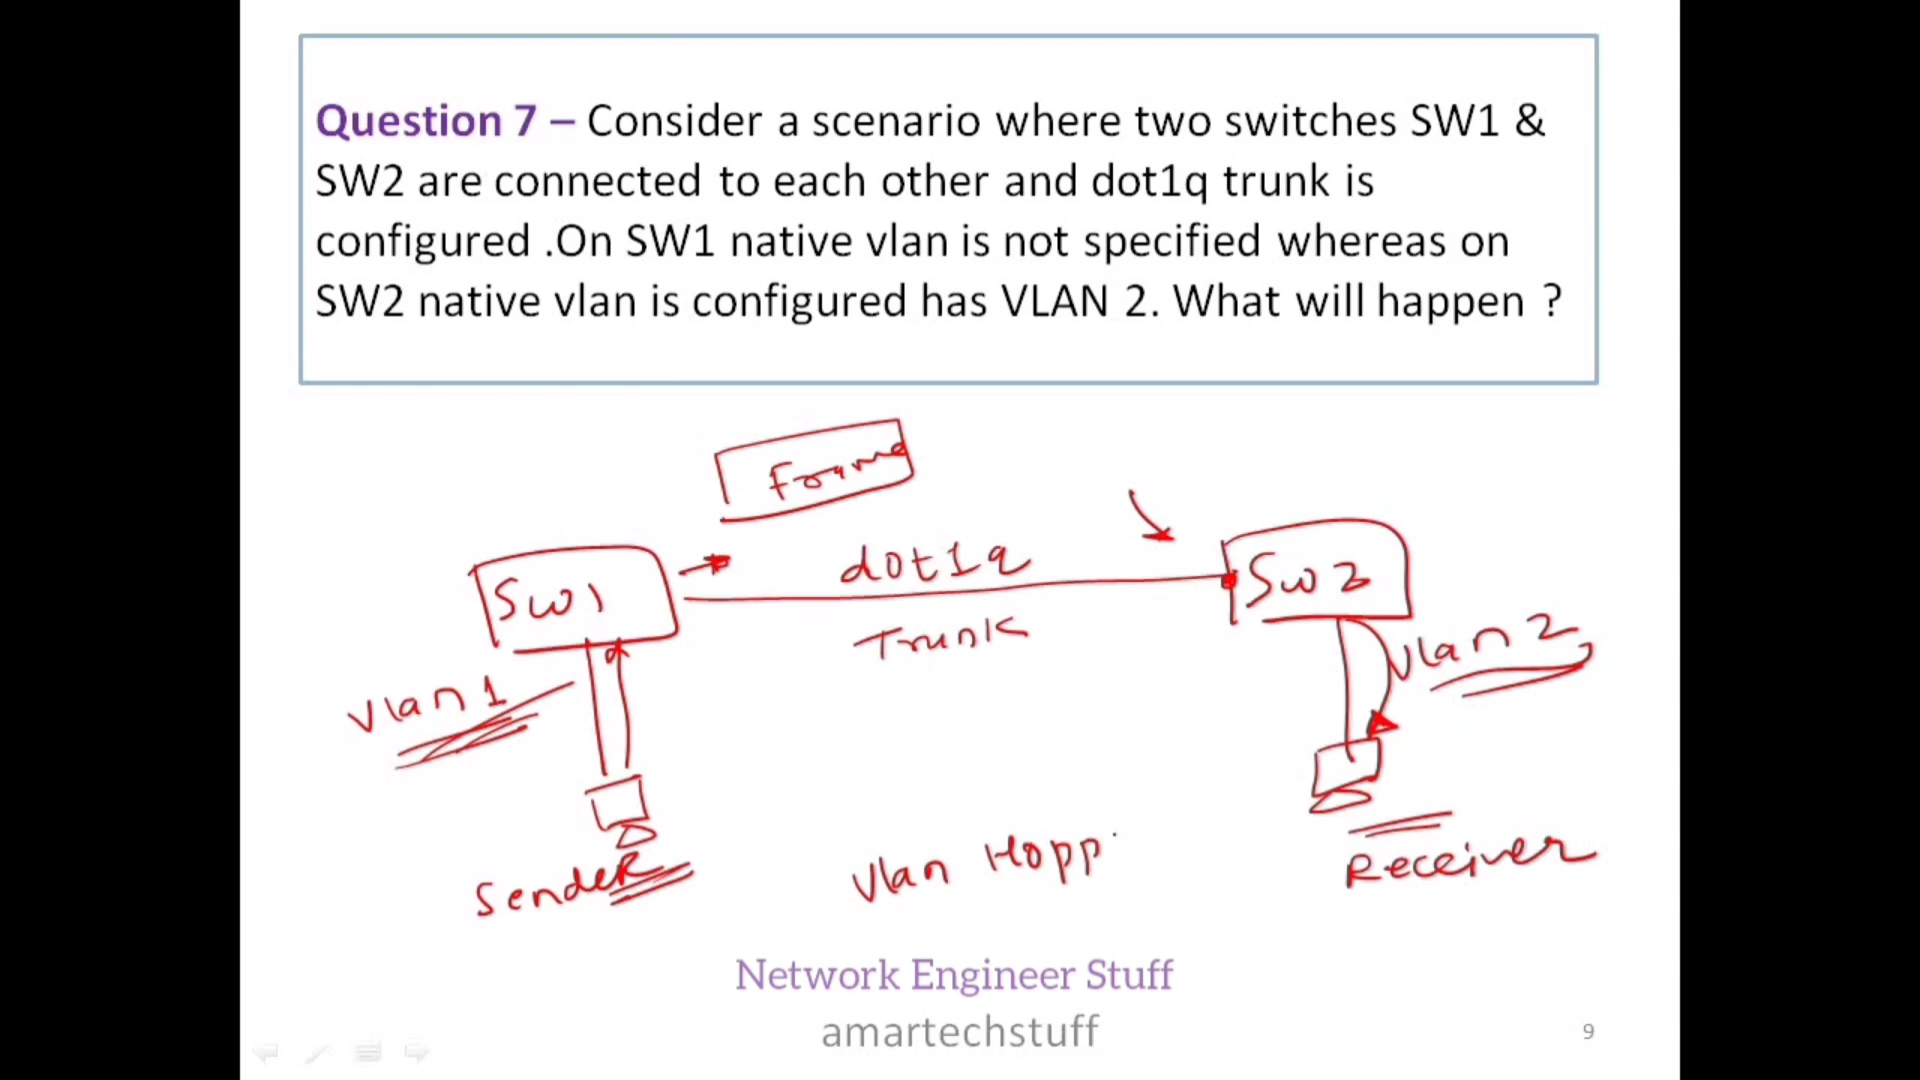 Question 7 – Consider a scenario where two switches SW1 &
SW2 are connected to each other and dot1q trunk is
configured .On SW1 native vlan is not specified whereas on
SW2 native vlan is configured has VLAN 2. What will happen ?
Frame
dot1q
SW1
SW2
Trunk
Vlan 2
Vlan 1
Vlan Hopp
Receiver
Sender
Network Engineer Stuff
amartechstuff
9